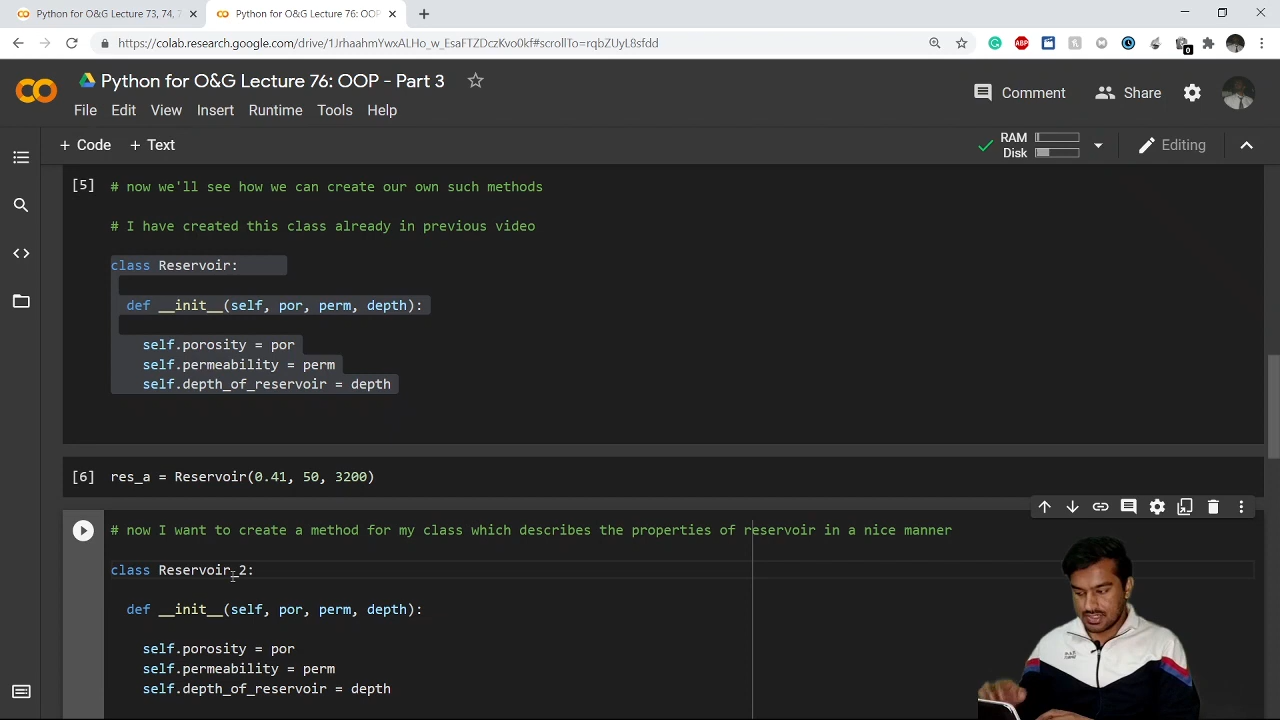 Python for O&G Lecture 73, 74, 7
Python for O&G Lecture 76: OOP -
https://colab.research.google.com/drive/1JrhaahnYwxALHo_w_EsaFTZDczKvo0kf#scrollTo=rqbZUyL8sfdd
ABP
0
Python for O&G Lecture 76: OOP - Part 3
Comment
Share
File Edit View Insert Runtime Tools Help
+ Code + Text
RAM
Disk
Editing
[5] # now we'll see how we can create our own such methods
# I have created this class already in previous video
class Reservoir:
def __init__(self, por, perm, depth):
self.porosity = por
self.permeability = perm
self.depth_of_reservoir = depth
[6] res_a = Reservoir(0.41, 50, 3200)
# now I want to create a method for my class which describes the properties of reservoir in a nice manner
class Reservoir_2:
def __init__(self, por, perm, depth):
self.porosity = por
self.permeability = perm
self.depth_of_reservoir = depth